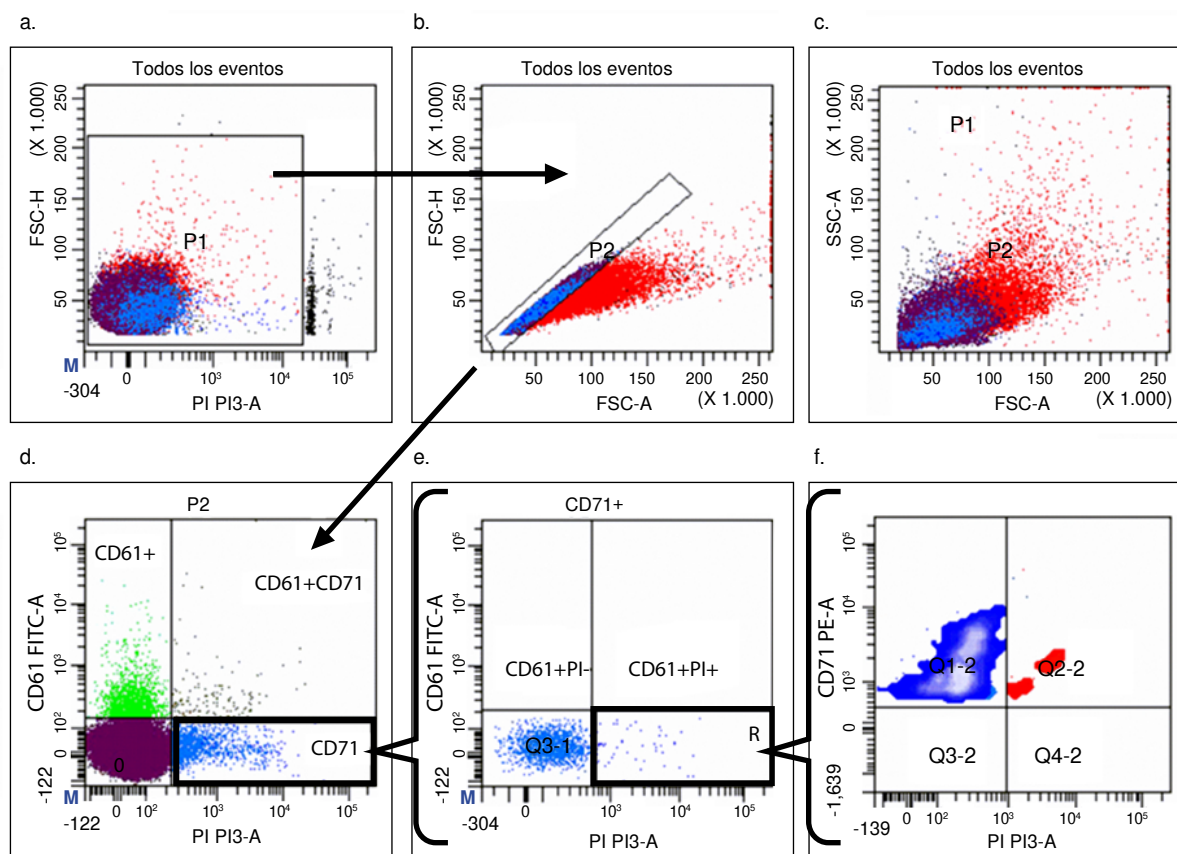 a.
Todos los eventos
FSC-H (X 1.000)
250
200
150
100
50
P1
M
-304
0
10³
10⁴
10⁵
PI PI3-A
b.
Todos los eventos
FSC-H (X 1.000)
250
200
150
100
50
P2
50
100
150
200
250
FSC-A (X 1.000)
c.
Todos los eventos
SSC-A (X 1.000)
250
200
150
100
50
P1
P2
50
100
150
200
250
FSC-A (X 1.000)
d.
P2
CD61 FITC-A
10⁵
10⁴
10³
10²
0
-122
CD61+
CD61+CD71
CD71
0
M
-122
0
10²
10³
10⁴
10⁵
PI PI3-A
e.
CD71+
CD61 FITC-A
10⁵
10⁴
10³
10²
0
-122
CD61+PI-
CD61+PI+
Q3-1
R
M
-304
0
10³
10⁴
10⁵
PI PI3-A
f.
CD71 PE-A
10⁵
10⁴
10³
0
-1,639
Q1-2
Q2-2
Q3-2
Q4-2
-139
0
10²
10³
10⁴
10⁵
PI PI3-A